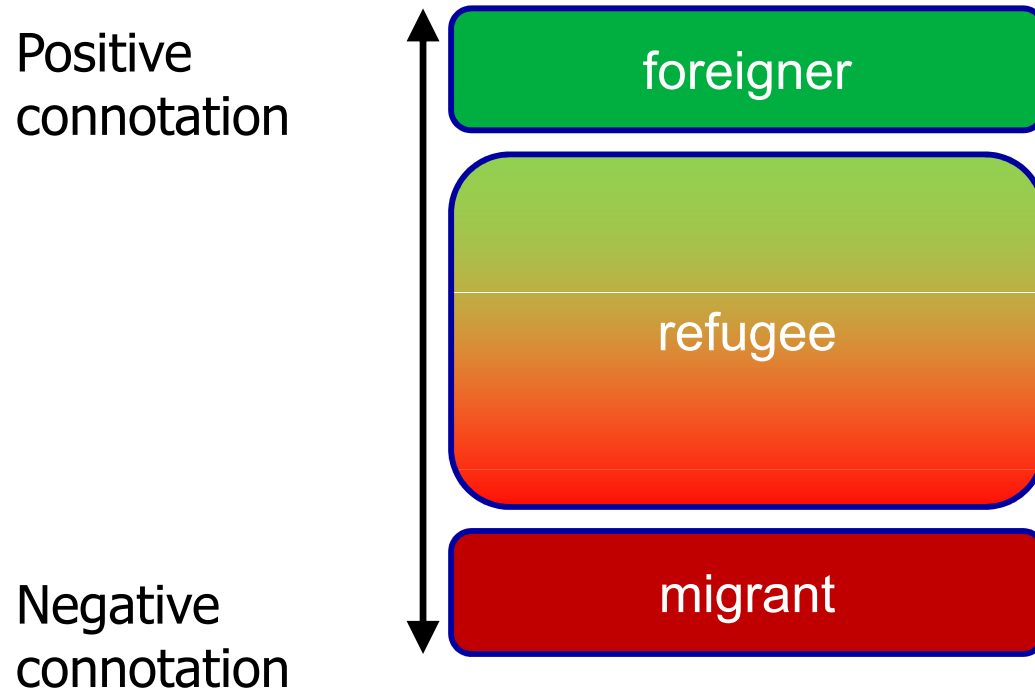 Positive
connotation
foreigner
refugee
migrant
Negative
connotation